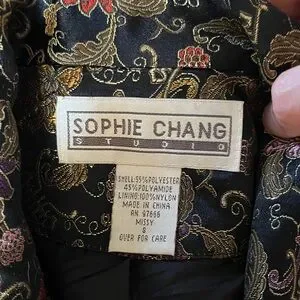 SOPHIE CHANG
STUDIO
SHELL:55%POLYESTER
45%POLYAMIDE
LINING:100%NYLON
MADE IN CHINA
RN 97666
MISSY
8
OVER FOR CARE